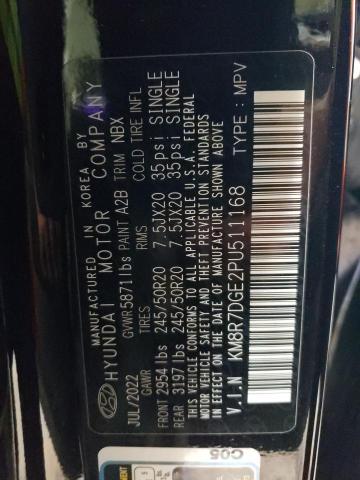 MANUFACTURED IN KOREA BY
HYUNDAI MOTOR COMPANY
JUL/2022 GVWR5871lbs PAINT A2B TRIM NBX
GAWR TIRES RIMS COLD TIRE INFL
FRONT 2954 lbs 245/50R20 7.5JX20 35psi SINGLE
REAR 3197 lbs 245/50R20 7.5JX20 35psi SINGLE
THIS VEHICLE CONFORMS TO ALL APPLICABLE U.S.A. FEDERAL
MOTOR VEHICLE SAFETY AND THEFT PREVENTION STANDARDS
IN EFFECT ON THE DATE OF MANUFACTURE SHOWN ABOVE
V.I.N KM8R7DGE2PU511168 TYPE : MPV
C05